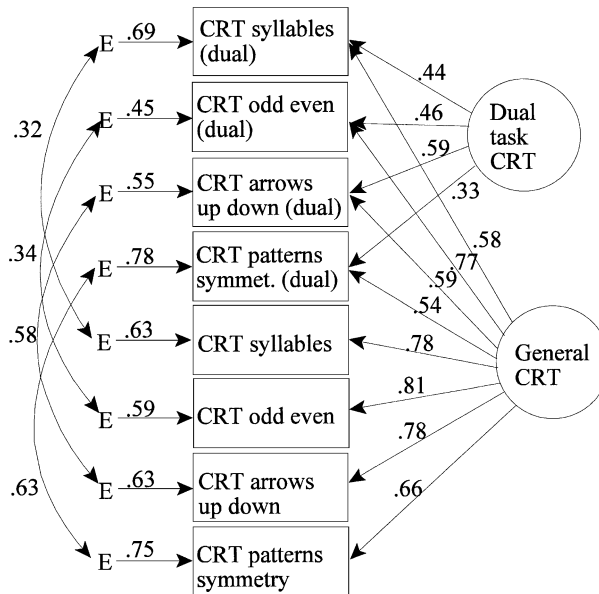 E .69 CRT syllables
(dual)
.44
Dual
task
CRT
.32
E .45 CRT odd even
(dual)
.46
.59
E .55 CRT arrows
up down (dual)
.33
.34
E .78 CRT patterns
symmet. (dual)
.58
.77
.59
.54
.58
E .63 CRT syllables
.78
General
CRT
E .59 CRT odd even
.81
.78
.63
E .63 CRT arrows
up down
.66
E .75 CRT patterns
symmetry